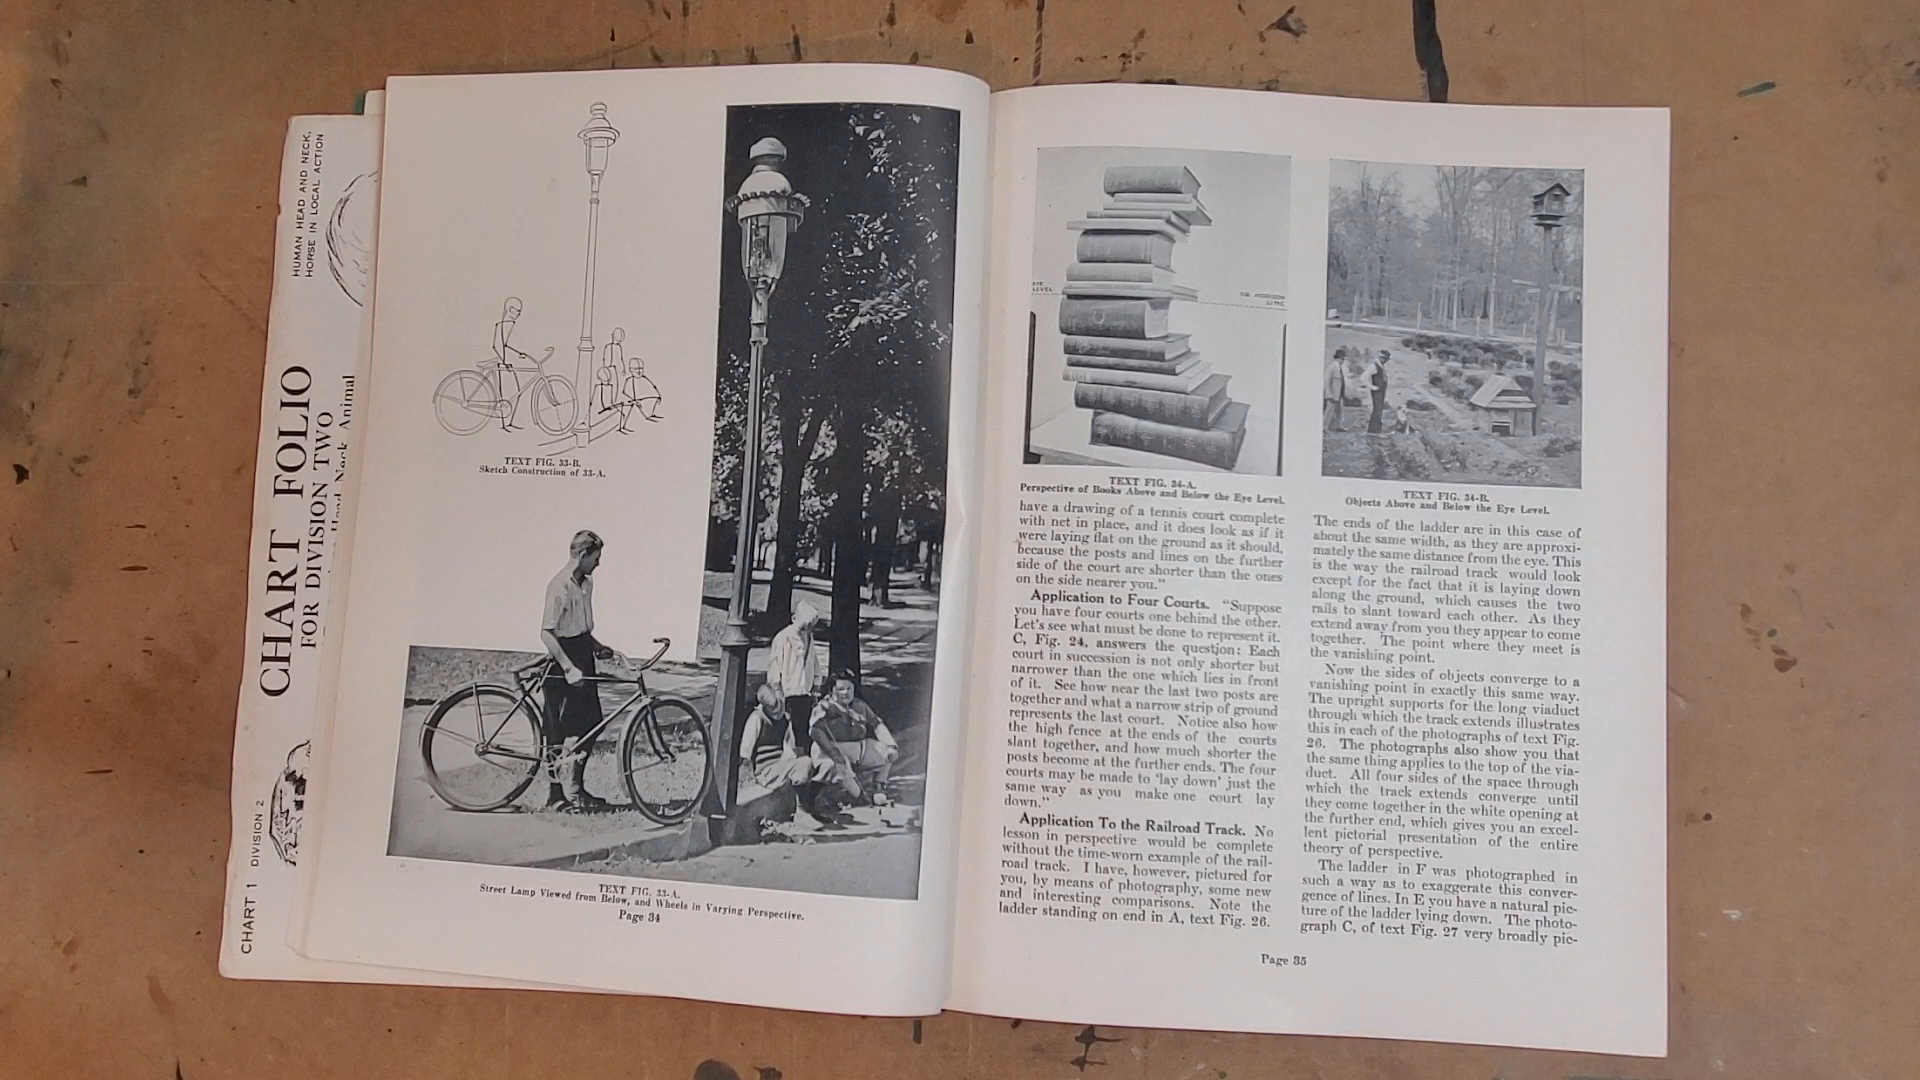 HUMAN HEAD AND NECK,
HORSE IN LOCAL ACTION
CHART FOLIO
FOR DIVISION TWO
Head, Neck, Animal
CHART 1 DIVISION 2
TEXT FIG. 33-B.
Sketch Construction of 33-A.
TEXT FIG. 33-A.
Street Lamp Viewed from Below, and Wheels in Varying Perspective.
Page 34
EYE
LEVEL
OR HORIZON
LINE
TEXT FIG. 34-A.
Perspective of Books Above and Below the Eye Level.
have a drawing of a tennis court complete
with net in place, and it does look as if it
were laying flat on the ground as it should,
because the posts and lines on the further
side of the court are shorter than the ones
on the side nearer you."
Application to Four Courts. "Suppose
you have four courts one behind the other.
Let's see what must be done to represent it.
C, Fig. 24, answers the question: Each
court in succession is not only shorter but
narrower than the one which lies in front
of it. See how near the last two posts are
together and what a narrow strip of ground
represents the last court. Notice also how
the high fence at the ends of the courts
slant together, and how much shorter the
posts become at the further ends. The four
courts may be made to 'lay down' just the
same way as you make one court lay
down."
Application To the Railroad Track. No
lesson in perspective would be complete
without the time-worn example of the rail-
road track. I have, however, pictured for
you, by means of photography, some new
and interesting comparisons. Note the
ladder standing on end in A, text Fig. 26.
TEXT FIG. 34-B.
Objects Above and Below the Eye Level.
The ends of the ladder are in this case of
about the same width, as they are approxi-
mately the same distance from the eye. This
is the way the railroad track would look
except for the fact that it is laying down
along the ground, which causes the two
rails to slant toward each other. As they
extend away from you they appear to come
together. The point where they meet is
the vanishing point.
Now the sides of objects converge to a
vanishing point in exactly this same way.
The upright supports for the long viaduct
through which the track extends illustrates
this in each of the photographs of text Fig.
26. The photographs also show you that
the same thing applies to the top of the via-
duct. All four sides of the space through
which the track extends converge until
they come together in the white opening at
the further end, which gives you an excel-
lent pictorial presentation of the entire
theory of perspective.
The ladder in F was photographed in
such a way as to exaggerate this conver-
gence of lines. In E you have a natural pic-
ture of the ladder lying down. The photo-
graph C, of text Fig. 27 very broadly pic-
Page 35